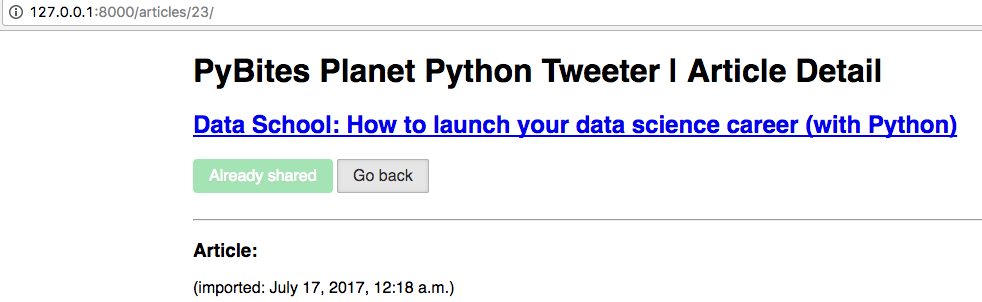 127.0.0.1:8000/articles/23/
PyBites Planet Python Tweeter | Article Detail
Data School: How to launch your data science career (with Python)
Already shared Go back
Article:
(imported: July 17, 2017, 12:18 a.m.)